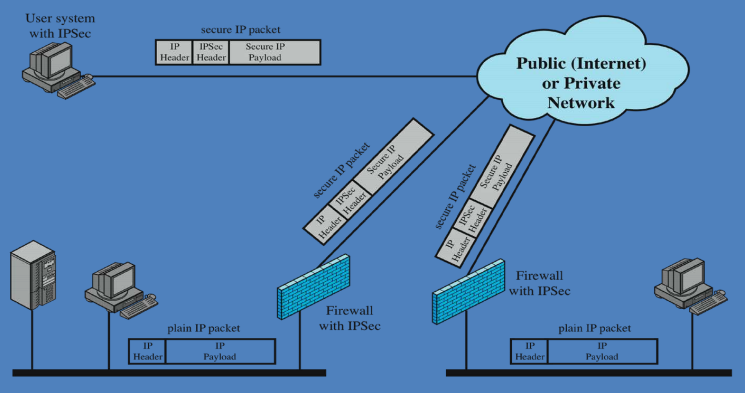 User system
with IPSec
secure IP packet
IP
Header
IPSec
Header
Secure IP
Payload
Public (Internet)
or Private
Network
secure IP packet
IP
Header
IPSec
Header
Secure IP
Payload
secure IP packet
IP
Header
IPSec
Header
Secure IP
Payload
Firewall
with IPSec
Firewall
with IPSec
plain IP packet
IP
Header
IP
Payload
plain IP packet
IP
Header
IP
Payload